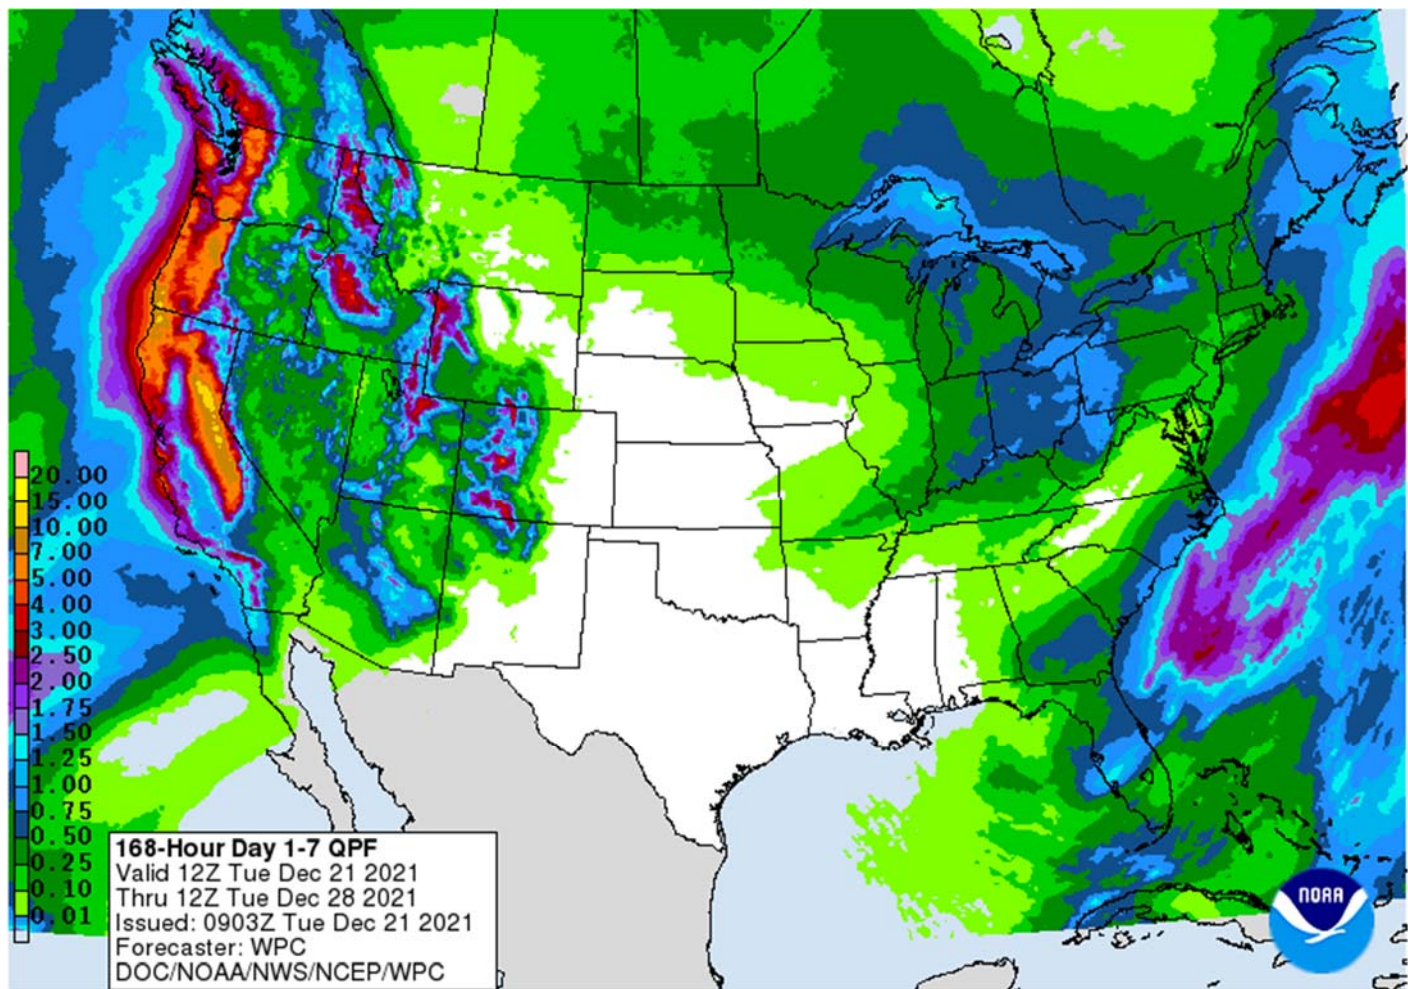 20.00
15.00
10.00
7.00
5.00
4.00
3.00
2.50
2.00
1.75
1.50
1.25
1.00
0.75
0.50
0.25
0.10
0.01
168-Hour Day 1-7 QPF
Valid 12Z Tue Dec 21 2021
Thru 12Z Tue Dec 28 2021
Issued: 0903Z Tue Dec 21 2021
Forecaster: WPC
DOC/NOAA/NWS/NCEP/WPC
NOAA